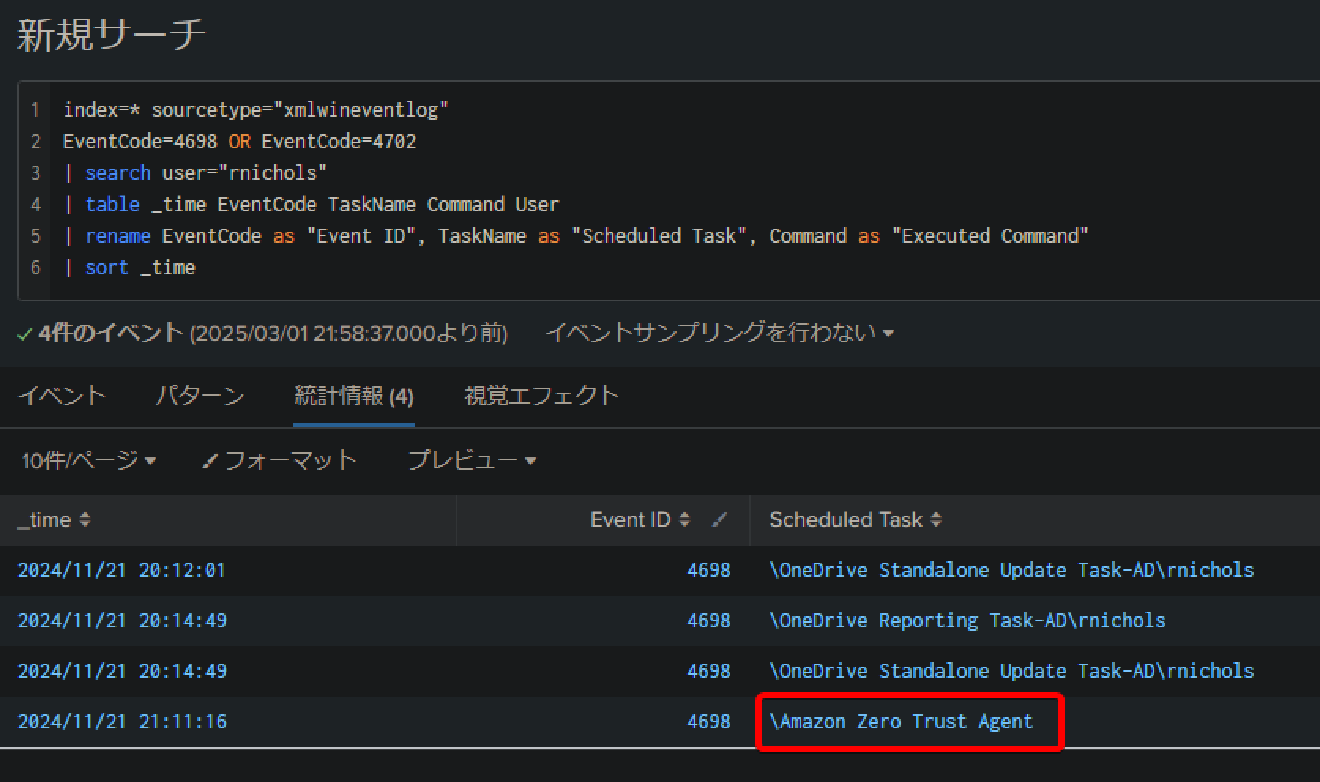 新規サーチ
1 index=* sourcetype="xmlwineventlog"
2 EventCode=4698 OR EventCode=4702
3 | search user="rnichols"
4 | table _time EventCode TaskName Command User
5 | rename EventCode as "Event ID", TaskName as "Scheduled Task", Command as "Executed Command"
6 | sort _time
4件のイベント (2025/03/01 21:58:37.000より前) イベントサンプリングを行わない
イベント パターン 統計情報 (4) 視覚エフェクト
10件/ページ フォーマット プレビュー
_time Event ID Scheduled Task
2024/11/21 20:12:01 4698 \OneDrive Standalone Update Task-AD\rnichols
2024/11/21 20:14:49 4698 \OneDrive Reporting Task-AD\rnichols
2024/11/21 20:14:49 4698 \OneDrive Standalone Update Task-AD\rnichols
2024/11/21 21:11:16 4698 \Amazon Zero Trust Agent